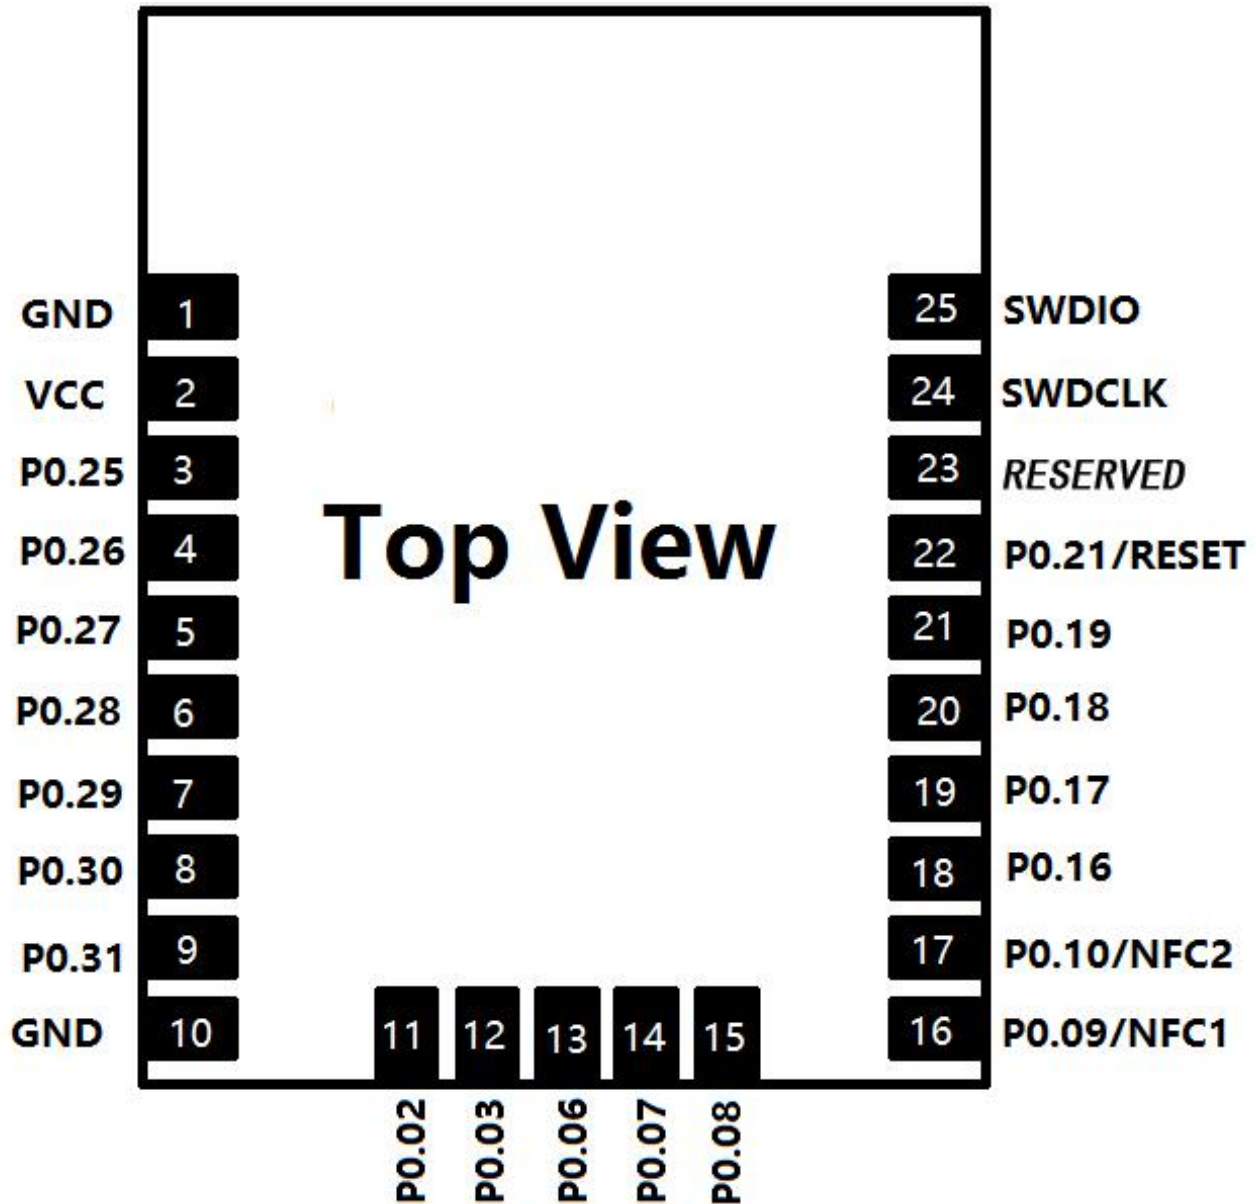 GND 1 25 SWDIO
VCC 2 24 SWDCLK
P0.25 3 23 RESERVED
P0.26 4 Top View 22 P0.21/RESET
P0.27 5 21 P0.19
P0.28 6 20 P0.18
P0.29 7 19 P0.17
P0.30 8 18 P0.16
P0.31 9 17 P0.10/NFC2
GND 10 11 12 13 14 15 16 P0.09/NFC1
P0.02 P0.03 P0.06 P0.07 P0.08